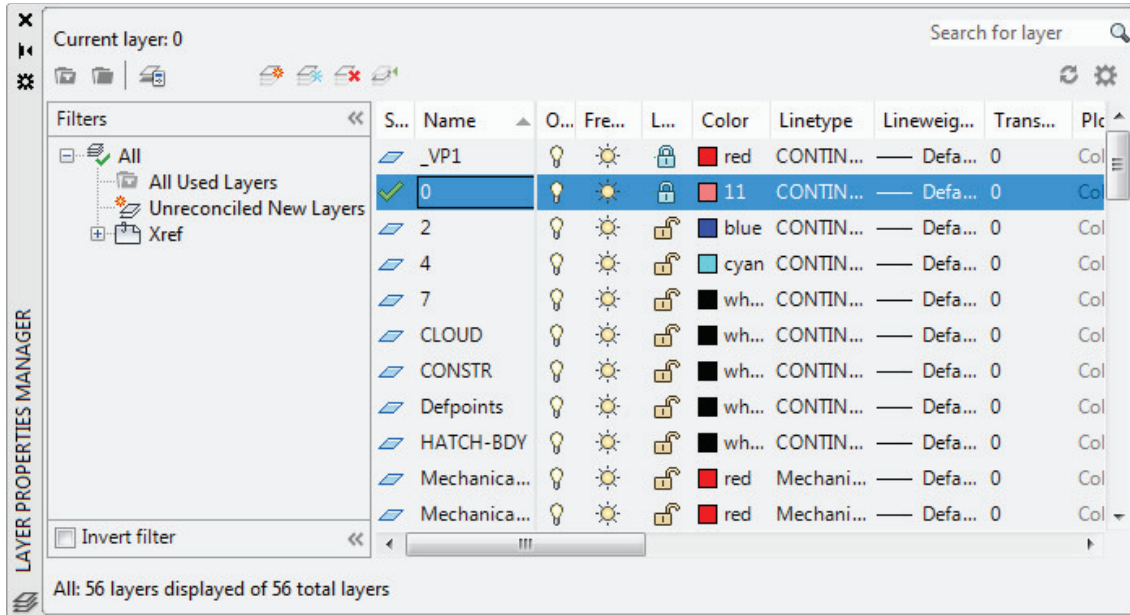 Current layer: 0
Search for layer
Filters
All
All Used Layers
Unreconciled New Layers
Xref
Invert filter
S... Name O... Fre... L... Color Linetype Lineweig... Trans... Plc
_VP1 red CONTIN... Defa... 0 Col
0 11 CONTIN... Defa... 0 Col
2 blue CONTIN... Defa... 0 Col
4 cyan CONTIN... Defa... 0 Col
7 wh... CONTIN... Defa... 0 Col
CLOUD wh... CONTIN... Defa... 0 Col
CONSTR wh... CONTIN... Defa... 0 Col
Defpoints wh... CONTIN... Defa... 0 Col
HATCH-BDY wh... CONTIN... Defa... 0 Col
Mechanica... red Mechani... Defa... 0 Col
Mechanica... red Mechani... Defa... 0 Col
All: 56 layers displayed of 56 total layers
LAYER PROPERTIES MANAGER